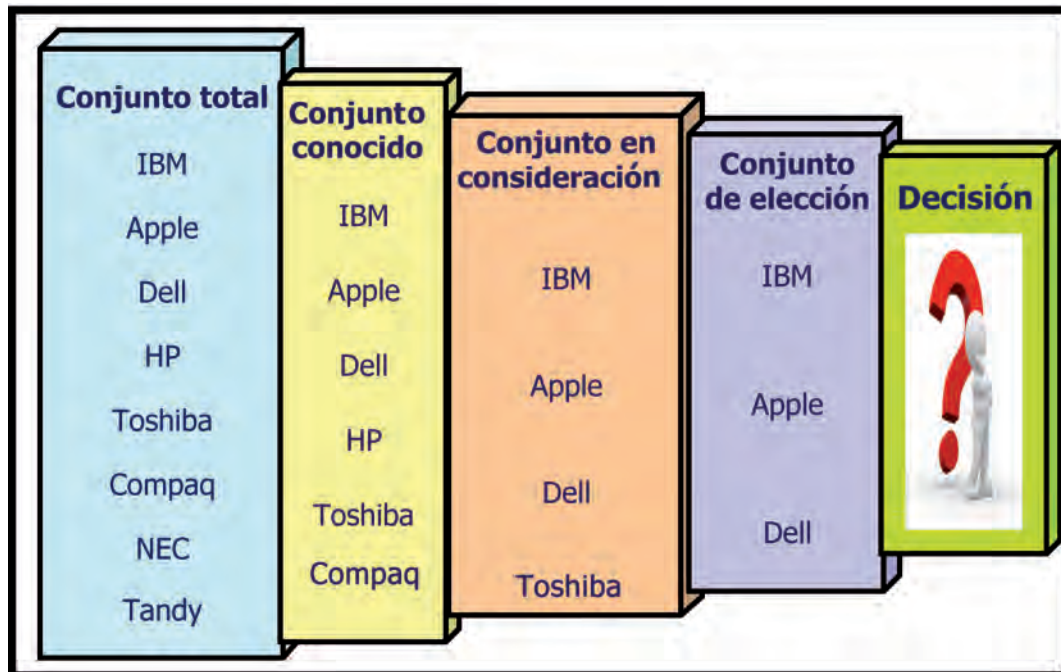 Conjunto total
IBM
Apple
Dell
HP
Toshiba
Compaq
NEC
Tandy
Conjunto
conocido
IBM
Apple
Dell
HP
Toshiba
Compaq
Conjunto en
consideración
IBM
Apple
Dell
Toshiba
Conjunto
de elección
IBM
Apple
Dell
Decisión
?